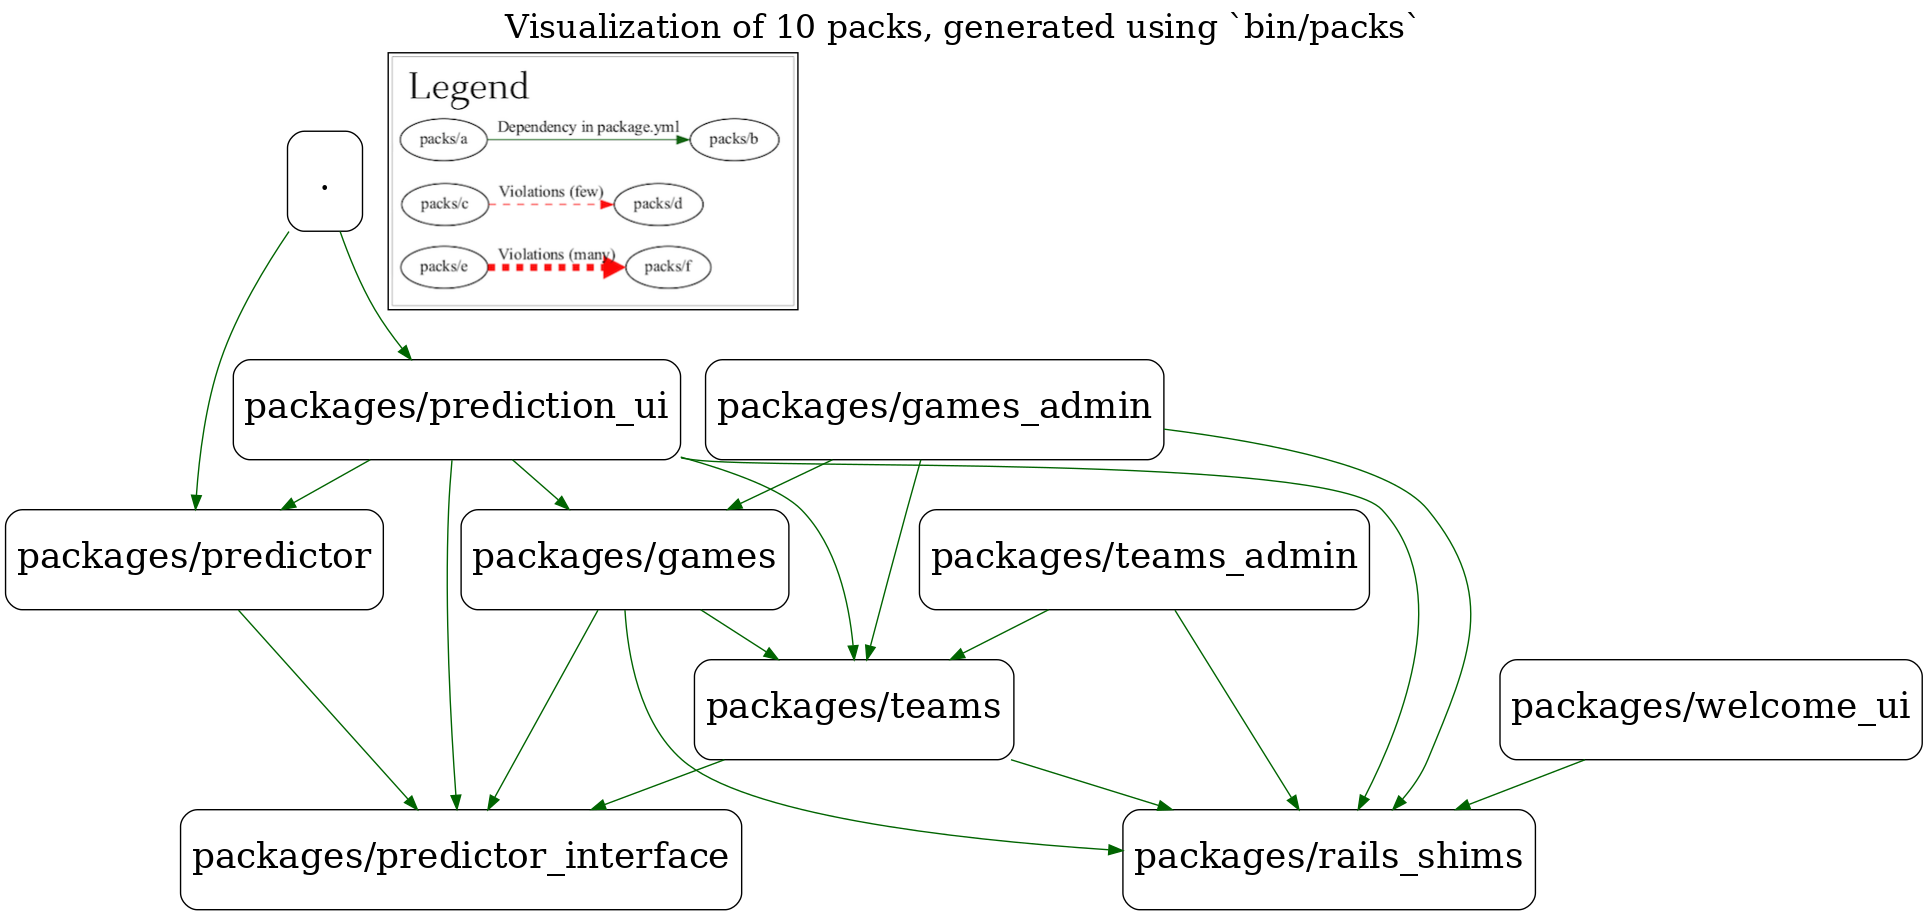 Visualization of 10 packs, generated using `bin/packs`
Legend
packs/a
Dependency in package.yml
packs/b
packs/c
Violations (few)
packs/d
packs/e
Violations (many)
packs/f
.
packages/prediction_ui
packages/games_admin
packages/predictor
packages/games
packages/teams_admin
packages/teams
packages/welcome_ui
packages/predictor_interface
packages/rails_shims